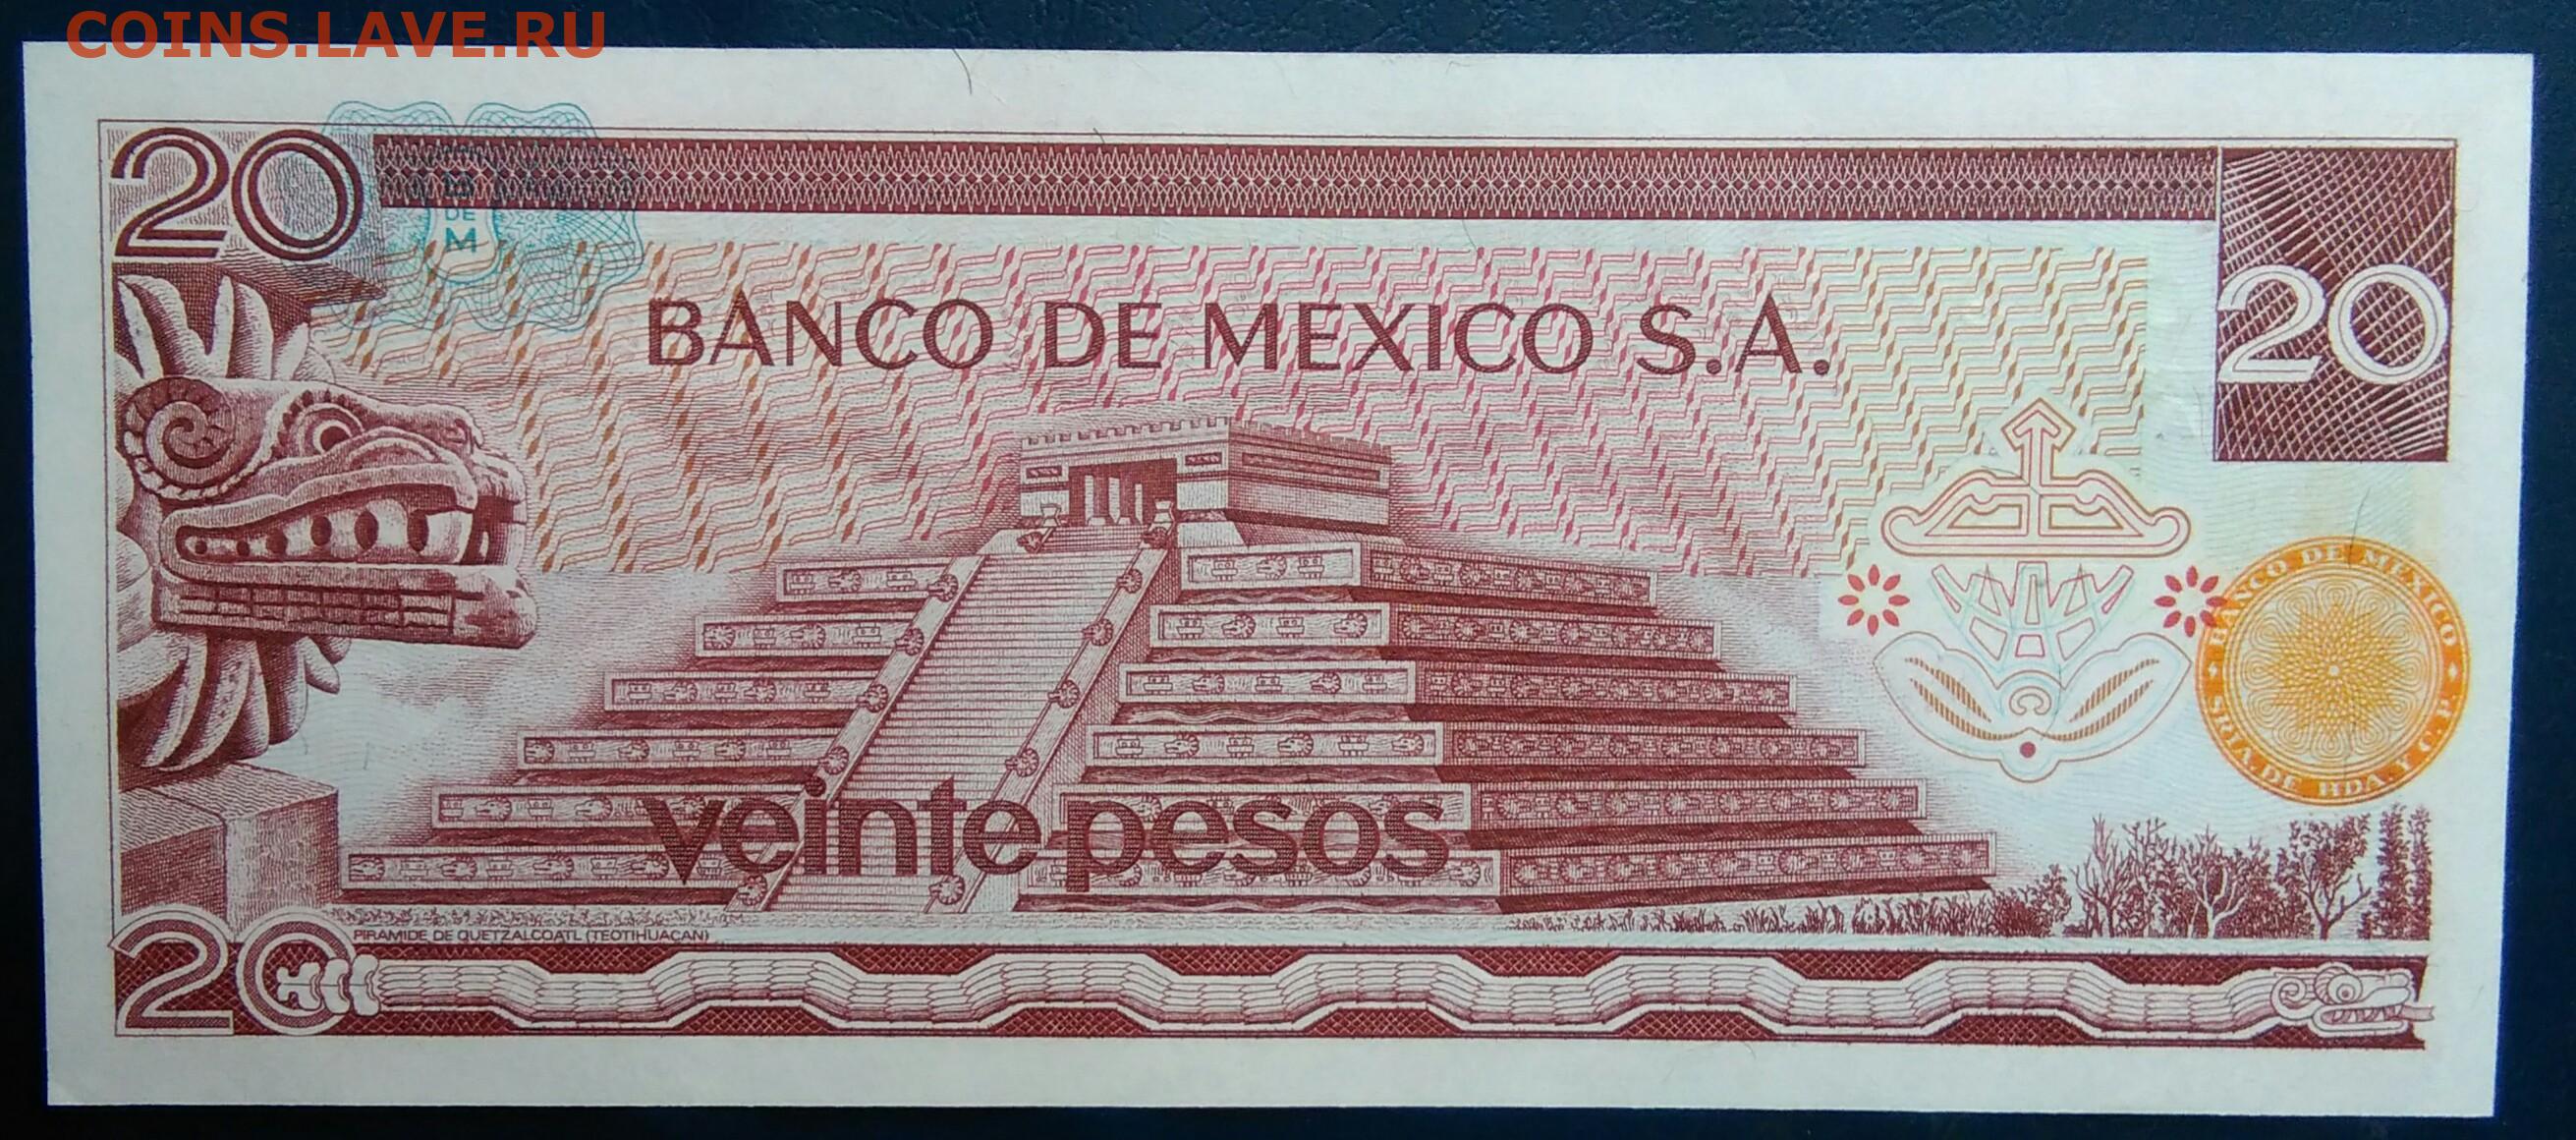 COINS.LAVE.RU
20
DE
M
20
BANCO DE MEXICO S.A.
BANCO DE MEXICO
SRIA. DE HDA. Y C. P.
veinte pesos
20
PIRAMIDE DE QUETZALCOATL (TEOTIHUACAN)